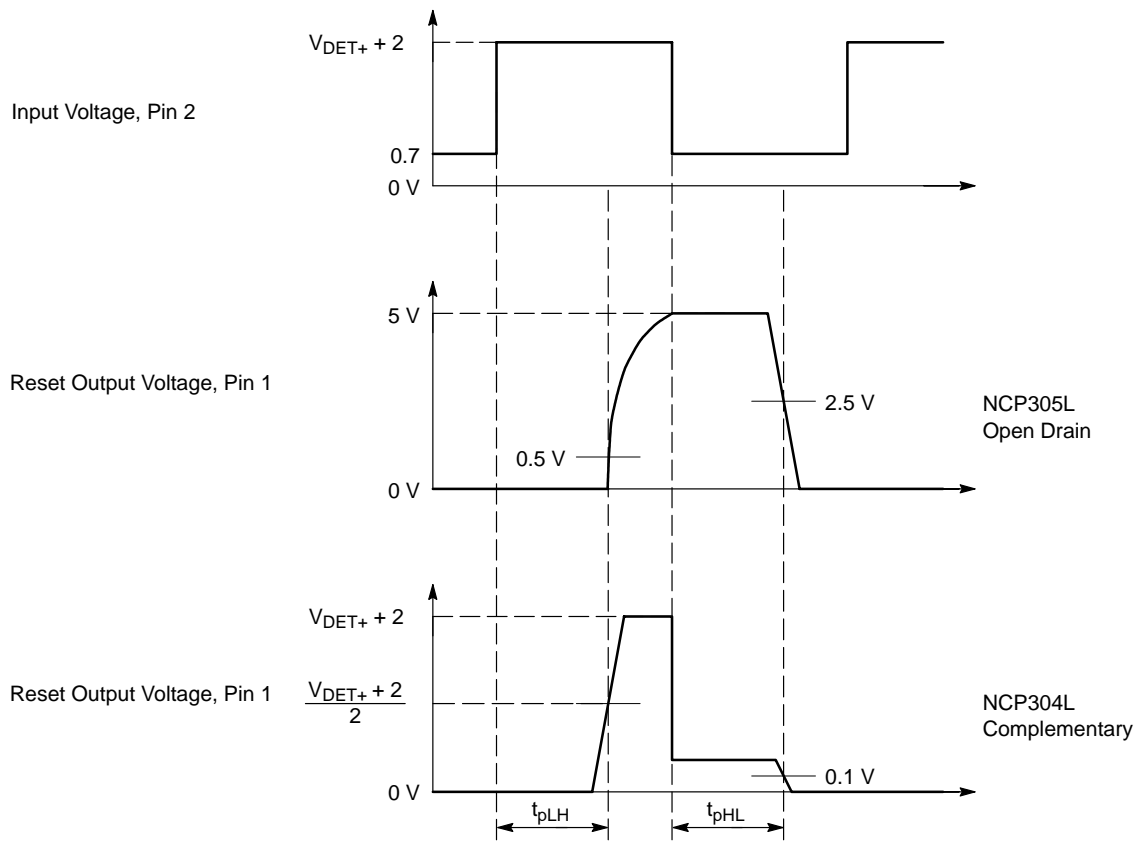 V_DET+ + 2
Input Voltage, Pin 2
0.7
0 V
5 V
Reset Output Voltage, Pin 1
2.5 V
NCP305L
Open Drain
0.5 V
0 V
V_DET+ + 2
Reset Output Voltage, Pin 1
V_DET+ + 2
2
NCP304L
Complementary
0.1 V
0 V
t_pLH
t_pHL